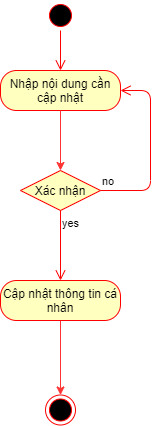 Nhập nội dung cần
cập nhật
Xác nhận
no
yes
Cập nhật thông tin cá
nhân